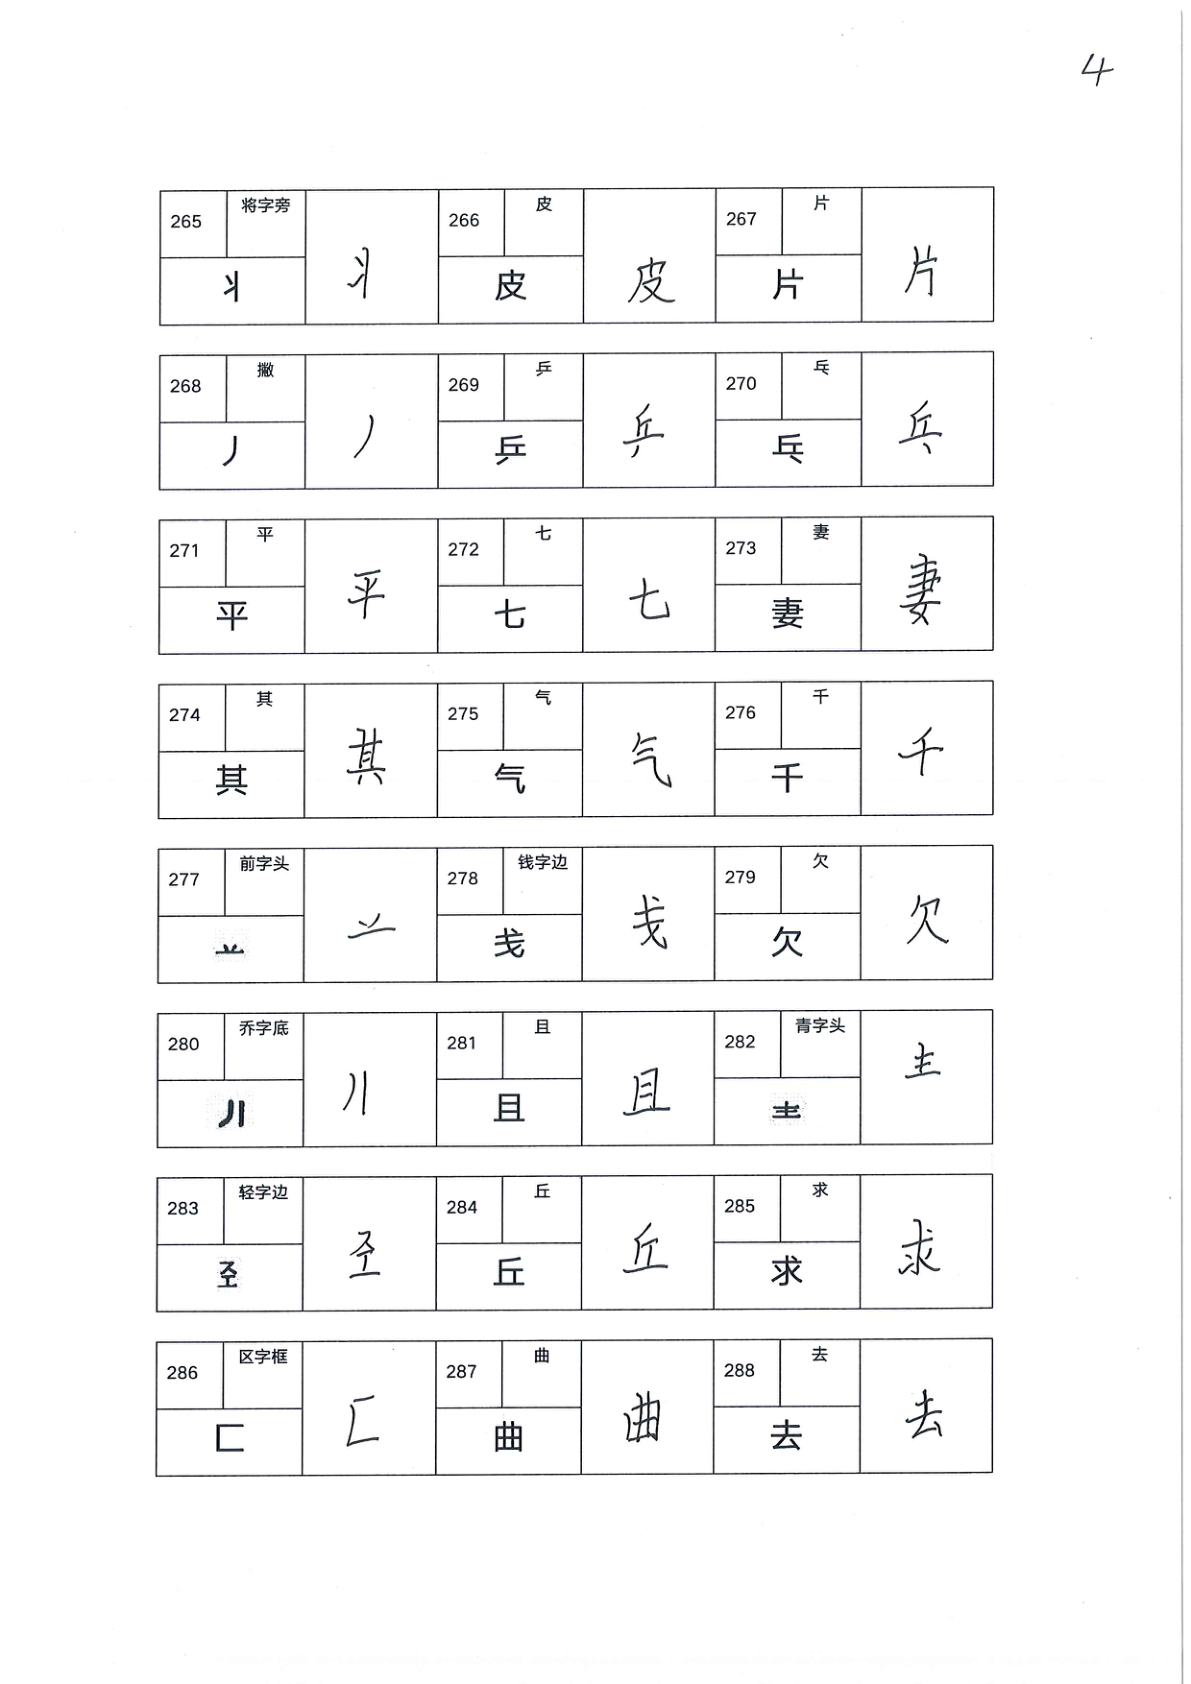 4
265 将字旁 丬 丬 266 皮 皮 皮 267 片 片 片
268 撇 丿 丿 269 乒 乒 乒 270 乓 乓 乓
271 平 平 平 272 七 七 七 273 妻 妻 妻
274 其 其 其 275 气 气 气 276 千 千 千
277 前字头 䒑 䒑 278 钱字边 戋 戋 279 欠 欠 欠
280 乔字底 〢 〢 281 且 且 且 282 青字头 龶 龶
283 轻字边 𢀖 𢀖 284 丘 丘 丘 285 求 求 求
286 区字框 匚 匚 287 曲 曲 曲 288 去 去 去